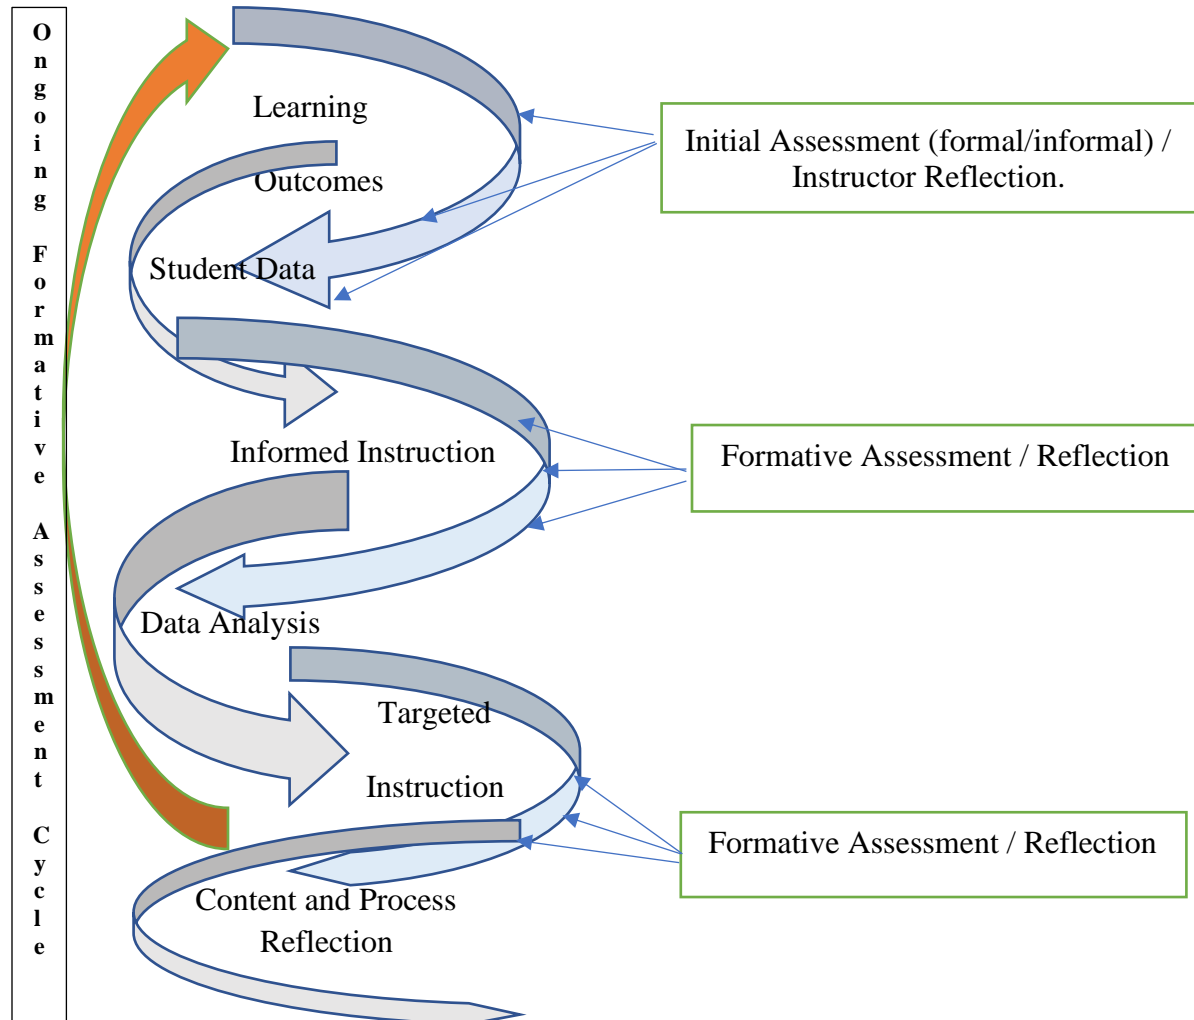 Ongoing Formative Assessment Cycle
Learning
Outcomes
Student Data
Initial Assessment (formal/informal) /
Instructor Reflection.
Informed Instruction
Formative Assessment / Reflection
Data Analysis
Targeted
Instruction
Formative Assessment / Reflection
Content and Process
Reflection